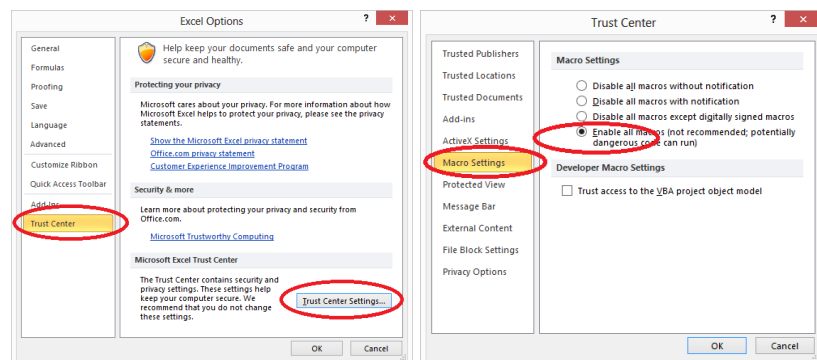 Excel Options
?
×
General
Formulas
Proofing
Save
Language
Advanced
Customize Ribbon
Quick Access Toolbar
Add-Ins
Trust Center
Help keep your documents safe and your computer
secure and healthy.
Protecting your privacy
Microsoft cares about your privacy. For more information about how
Microsoft Excel helps to protect your privacy, please see the privacy
statements.
Show the Microsoft Excel privacy statement
Office.com privacy statement
Customer Experience Improvement Program
Security & more
Learn more about protecting your privacy and security from
Office.com.
Microsoft Trustworthy Computing
Microsoft Excel Trust Center
The Trust Center contains security and
privacy settings. These settings help
keep your computer secure. We
recommend that you do not change
these settings.
Trust Center Settings...
OK
Cancel
Trust Center
?
×
Trusted Publishers
Trusted Locations
Trusted Documents
Add-ins
ActiveX Settings
Macro Settings
Protected View
Message Bar
External Content
File Block Settings
Privacy Options
Macro Settings
Disable all macros without notification
Disable all macros with notification
Disable all macros except digitally signed macros
Enable all macros (not recommended; potentially
dangerous code can run)
Developer Macro Settings
Trust access to the VBA project object model
OK
Cancel